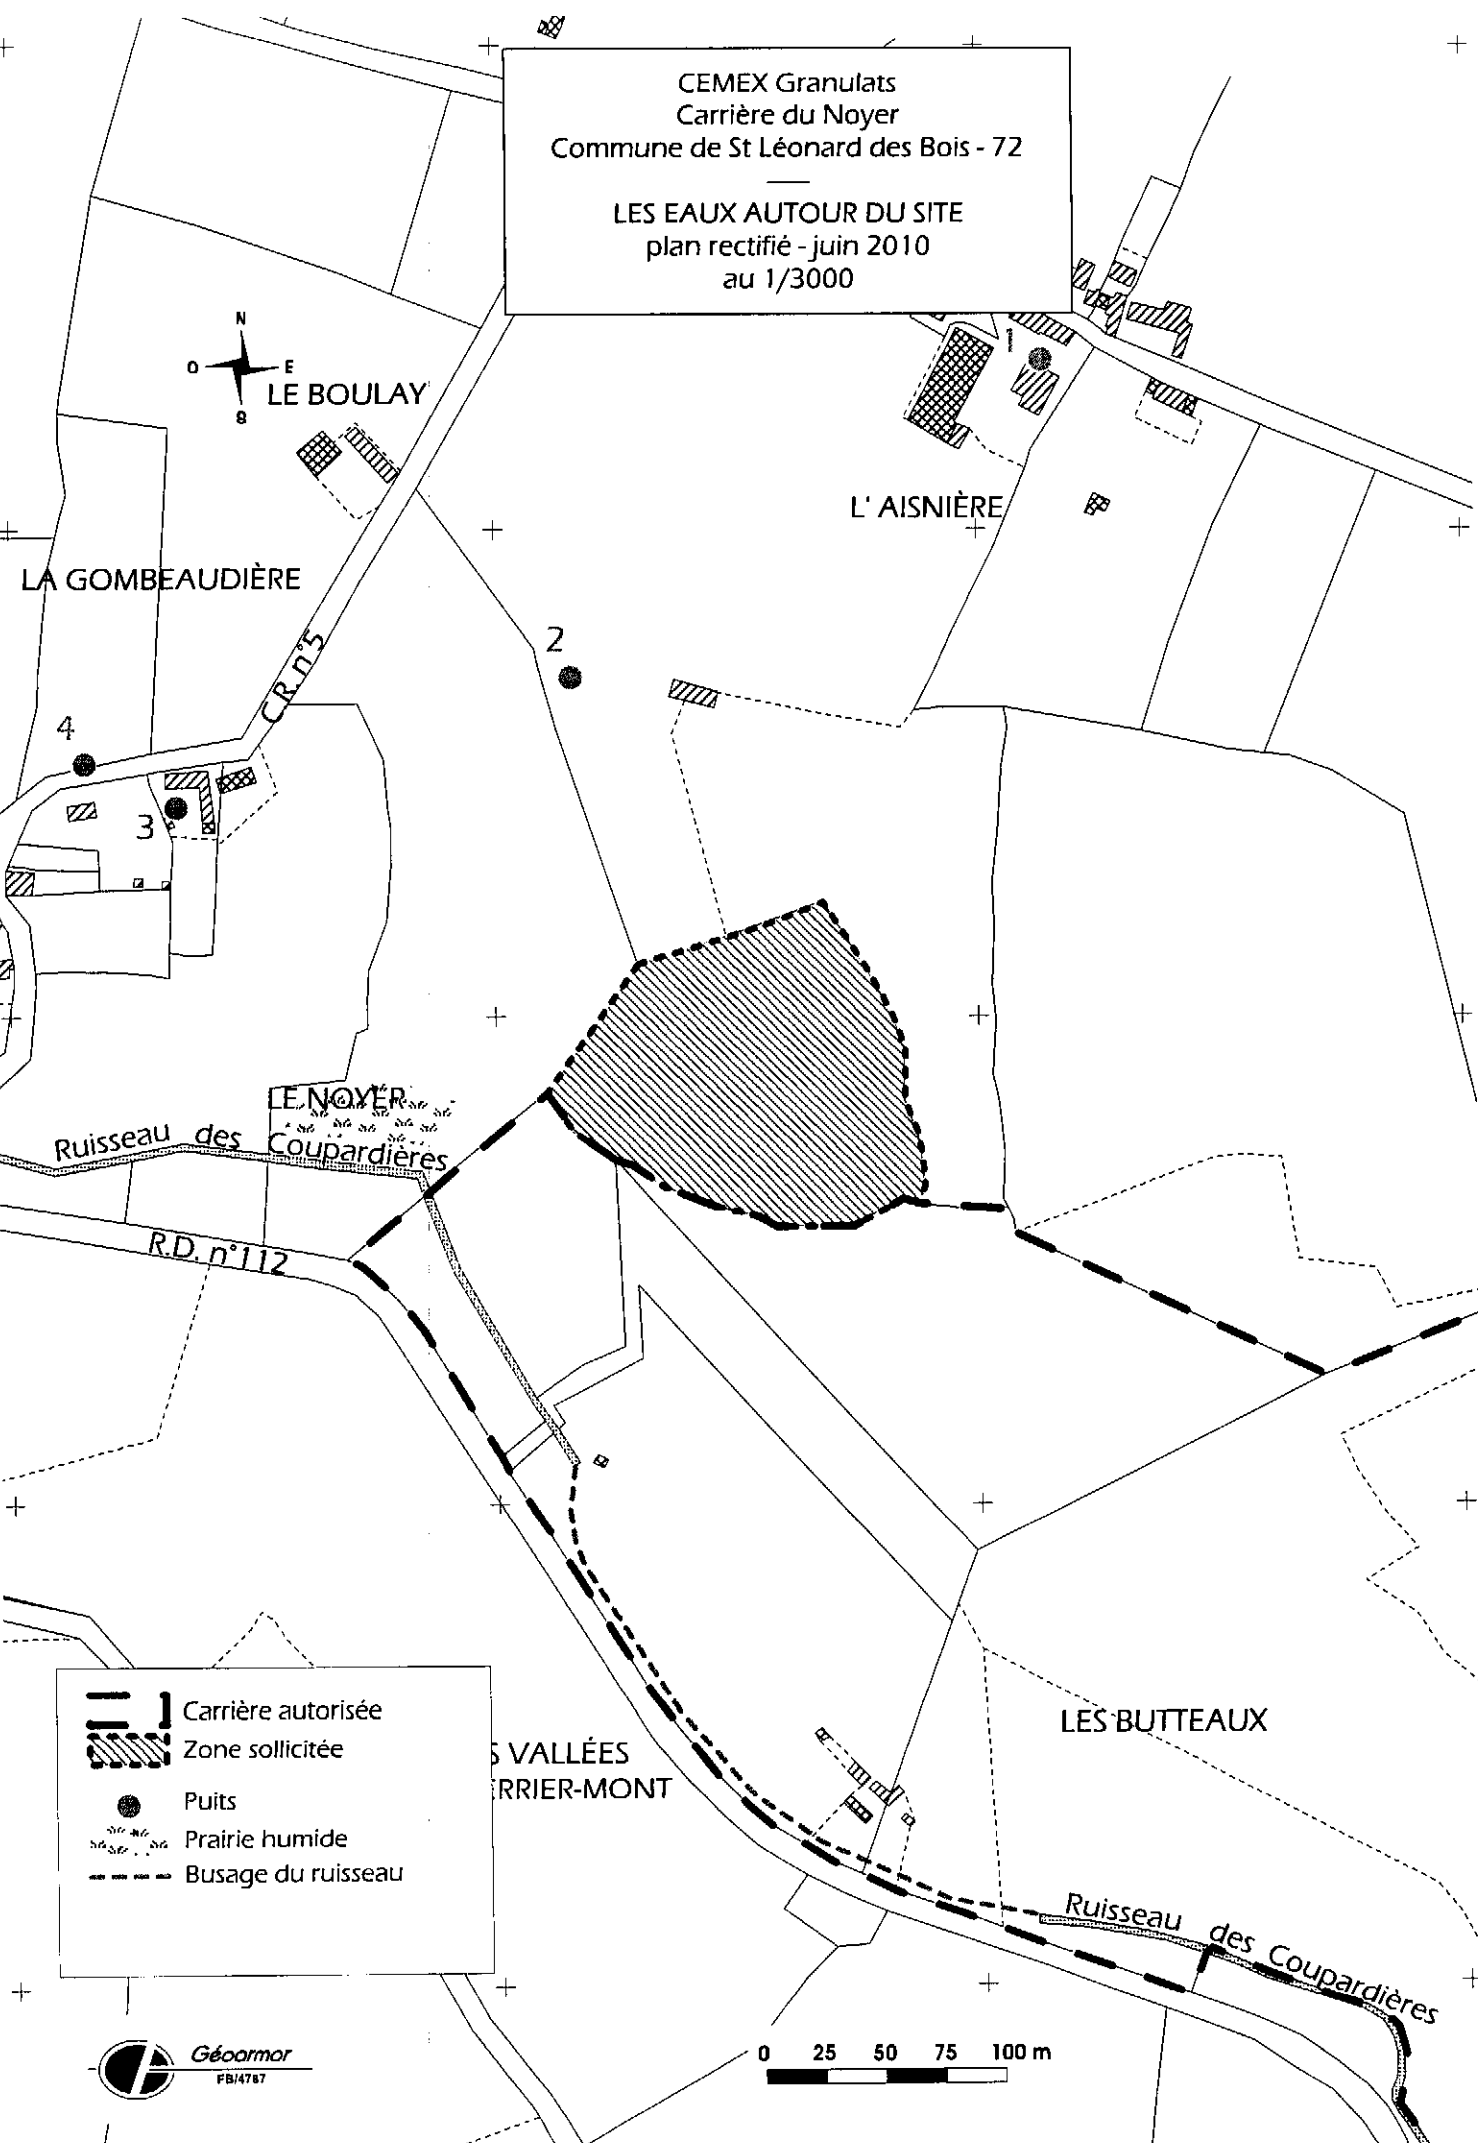 CEMEX Granulats
Carrière du Noyer
Commune de St Léonard des Bois - 72
LES EAUX AUTOUR DU SITE
plan rectifié - juin 2010
au 1/3000
N
O
E
S
LE BOULAY
1
L' AISNIÈRE
LA GOMBEAUDIÈRE
C.R. n°5
2
4
3
LE NOYER
Ruisseau des Coupardières
R.D. n°112
Carrière autorisée
Zone sollicitée
Puits
Prairie humide
Busage du ruisseau
S VALLÉES
ERRIER-MONT
LES BUTTEAUX
Ruisseau des Coupardières
Géoarmor
FB/4787
0 25 50 75 100 m